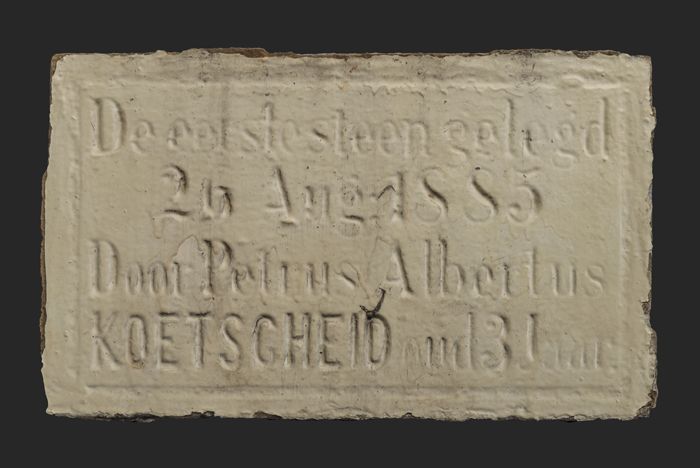 De eerste steen gelegd
26 Aug: 1885
Door Petrus Albertus
KOETSCHEID oud 3 Jaar.